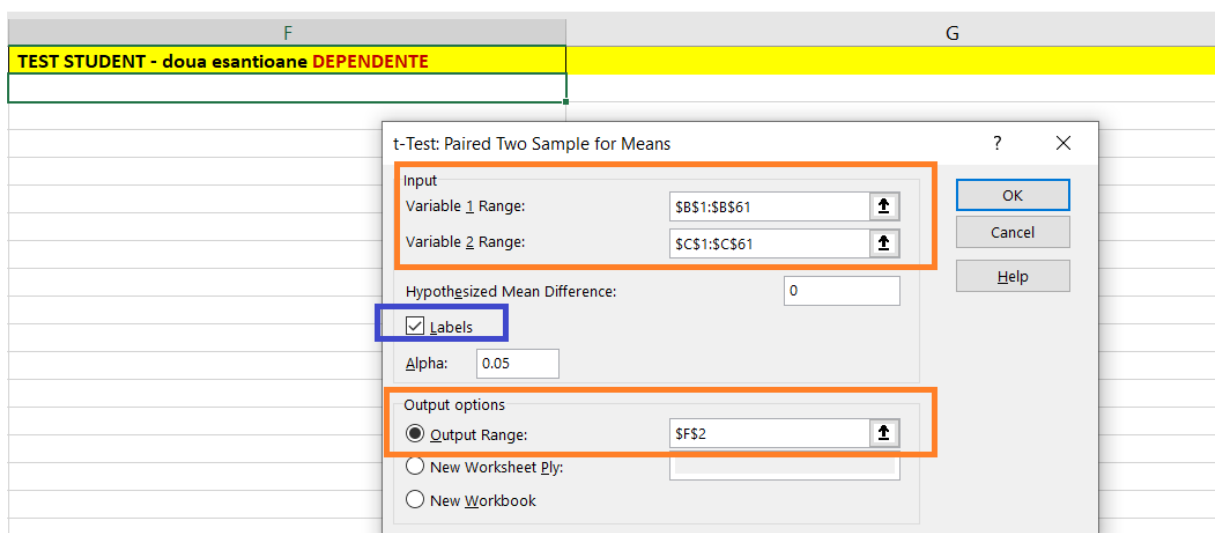 F G
TEST STUDENT - doua esantioane DEPENDENTE
t-Test: Paired Two Sample for Means ?
Input
Variable 1 Range: $B$1:$B$61
Variable 2 Range: $C$1:$C$61
Hypothesized Mean Difference: 0
Labels
Alpha: 0.05
Output options
Output Range: $F$2
New Worksheet Ply:
New Workbook
OK
Cancel
Help